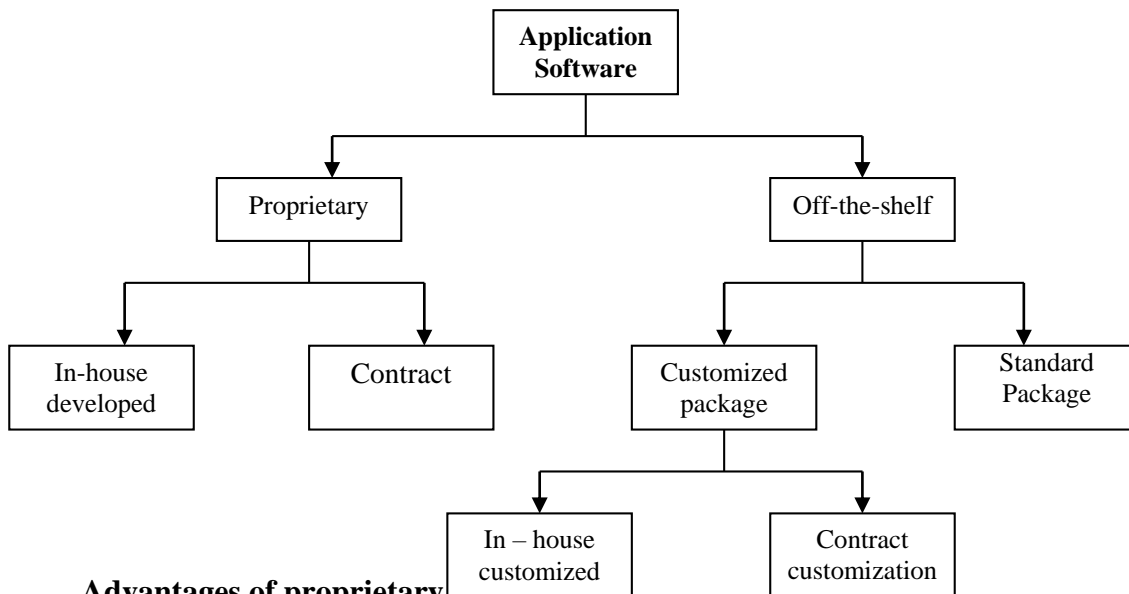 Application
Software
Proprietary
Off-the-shelf
In-house
developed
Contract
Customized
package
Standard
Package
In – house
customized
Contract
customization
Advantages of proprietary